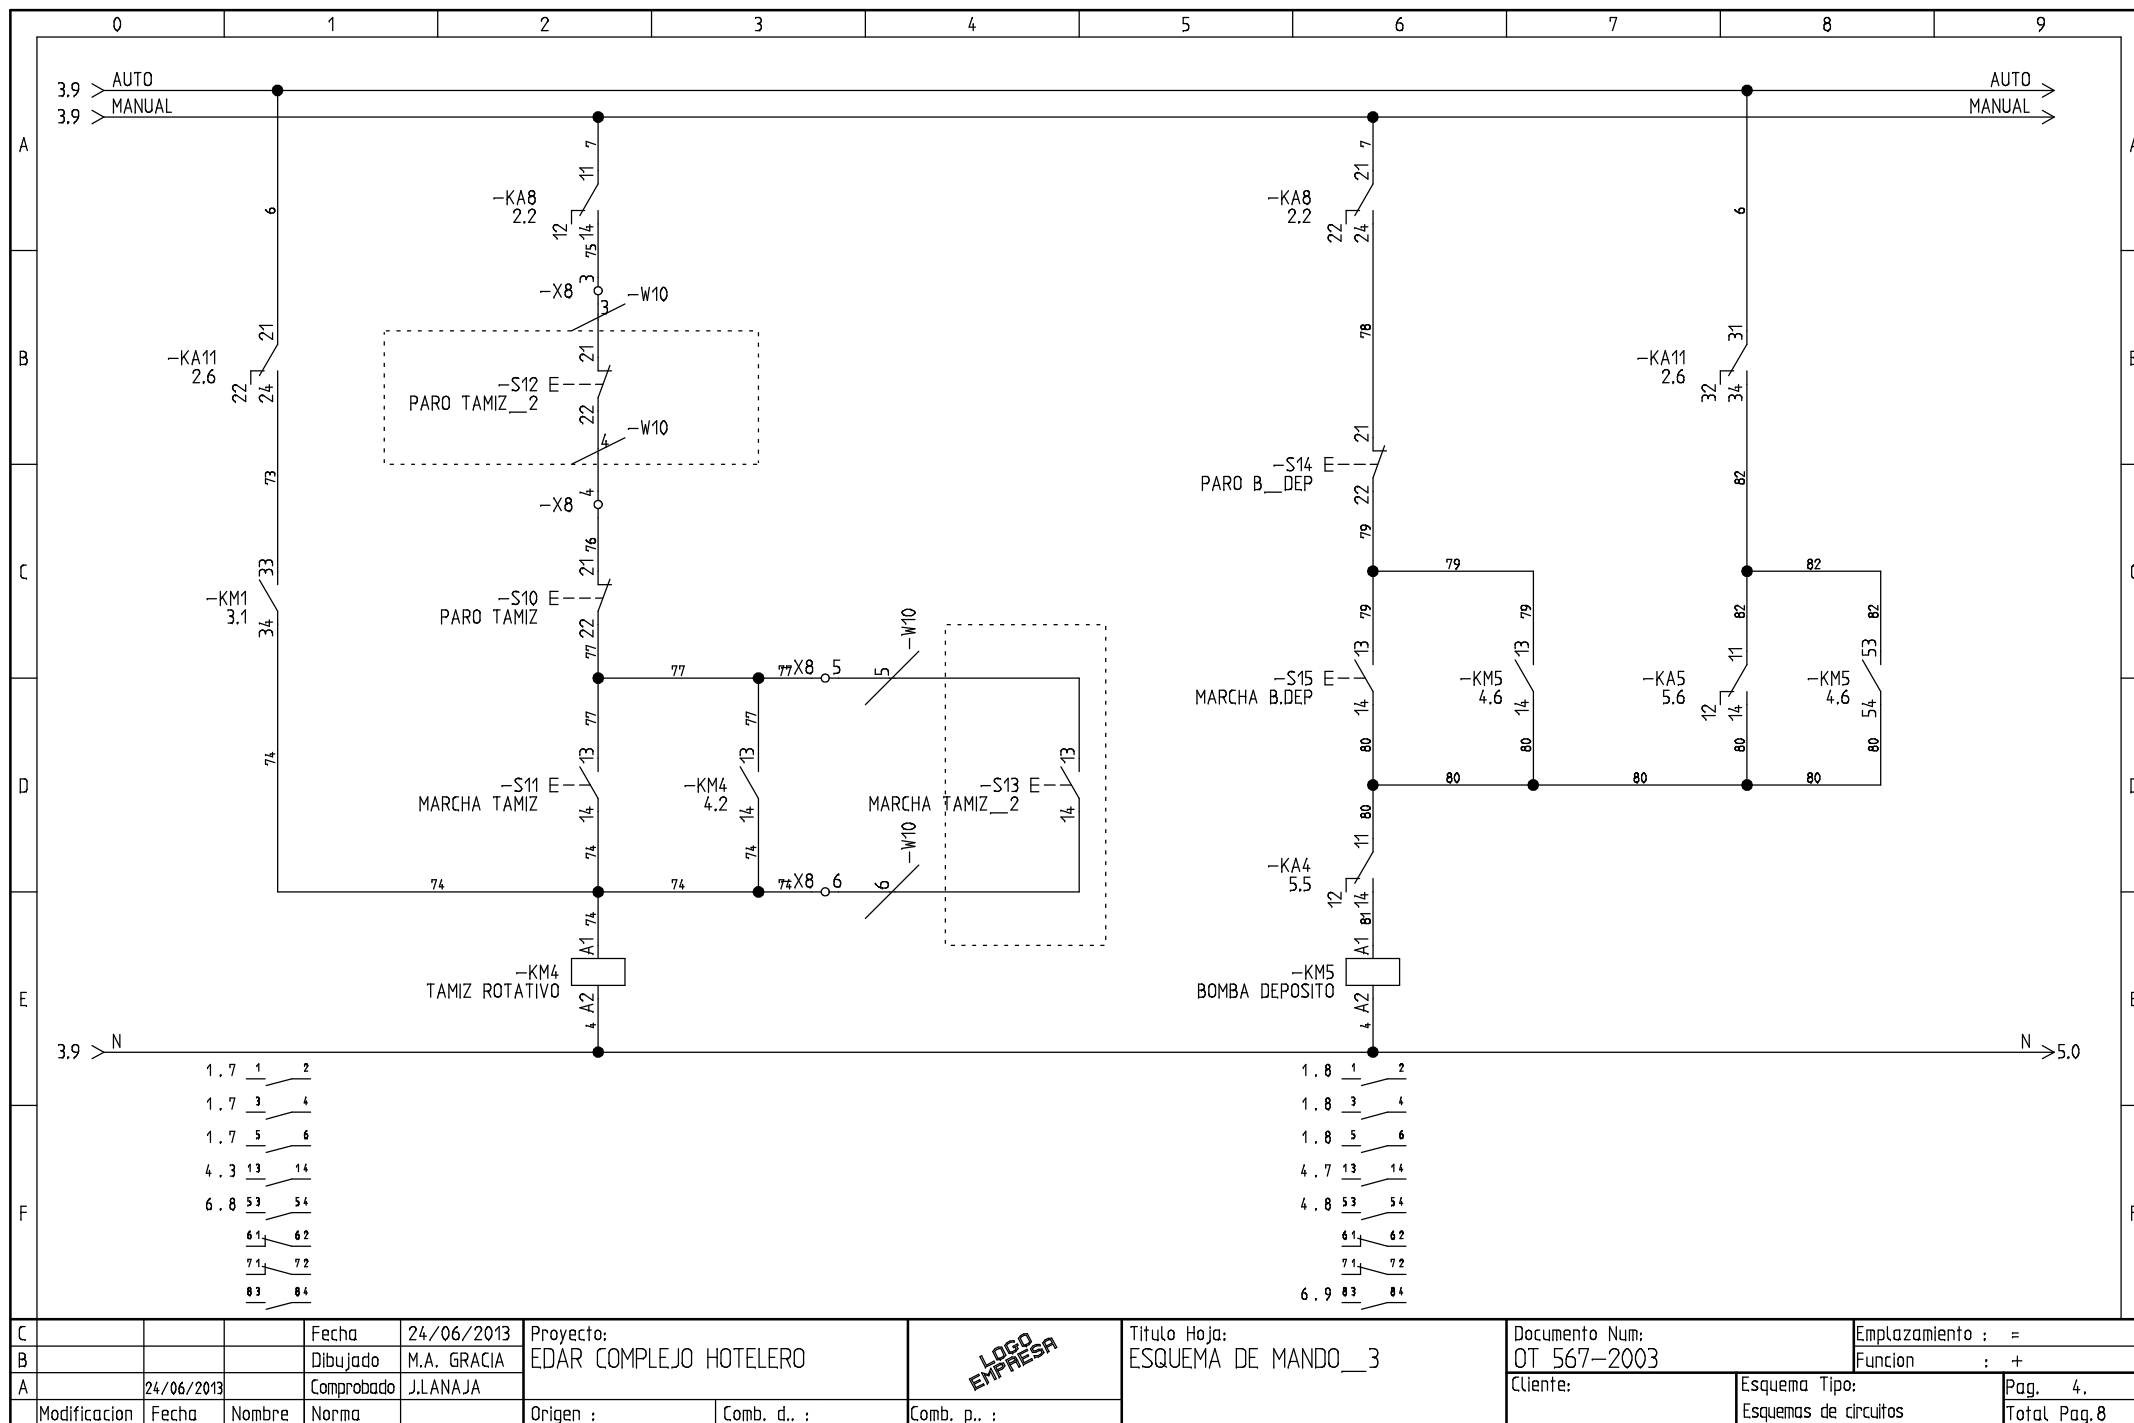 0 1 2 3 4 5 6 7 8 9
3.9 AUTO AUTO
3.9 MANUAL MANUAL
A
7 7
11 21
-KA8 -KA8
2.2 2.2
6 6
12 14 22 24
75
3
-X8 -W10
3
78
21 21 31
B
-KA11 -S12 E -KA11
2.6 PARO TAMIZ_2 2.6
22 24 22 32 34
4 -W10
21
-S14 E
PARO B_DEP
73 4 22 82
-X8
76 79
33 21 79 82
C
-KM1 -S10 E 79 79 82 82
3.1 PARO TAMIZ
34 22 -W10
77 13 13 11 53
77 77 X8 5 5
-S15 E -KM5 -KA5 -KM5
MARCHA B.DEP 4.6 5.6 4.6
77 77 14 14 12 14 54
74 13 13 13 80 80 80 80
D
-S11 E -KM4 -S13 E 80 80 80
MARCHA TAMIZ 4.2 MARCHA TAMIZ_2
14 14 14 80
-W10
74 74 11
-KA4
74 74 74 X8 6 6 5.5
12 14
74 81
A1 A1
-KM4 -KM5
TAMIZ ROTATIVO BOMBA DEPOSITO
E
A2 A2
4 4
3.9 N N 5.0
1.7 1 2 1.8 1 2
1.7 3 4 1.8 3 4
1.7 5 6 1.8 5 6
4.3 13 14 4.7 13 14
6.8 53 54 4.8 53 54
F
61 62 61 62
71 72 71 72
83 84 6.9 83 84
C Fecha 24/06/2013
B Dibujado M.A. GRACIA
A 24/06/2013 Comprobado J.LANAJA
Modificacion Fecha Nombre Norma
Proyecto:
EDAR COMPLEJO HOTELERO
Origen : Comb. d.. : Comb. p.. :
LOGO
EMPRESA
Titulo Hoja:
ESQUEMA DE MANDO_3
Documento Num:
OT 567-2003
Cliente:
Emplazamiento : =
Funcion : +
Esquema Tipo:
Esquemas de circuitos
Pag. 4.
Total Pag.8